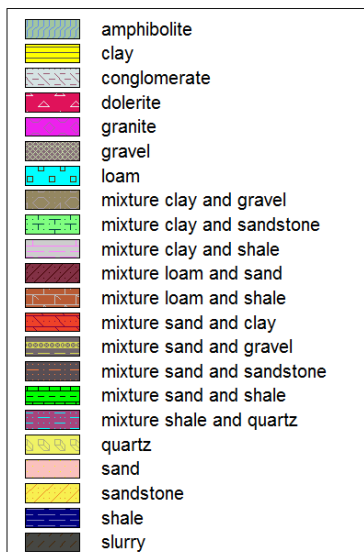 amphibolite
clay
conglomerate
dolerite
granite
gravel
loam
mixture clay and gravel
mixture clay and sandstone
mixture clay and shale
mixture loam and sand
mixture loam and shale
mixture sand and clay
mixture sand and gravel
mixture sand and sandstone
mixture sand and shale
mixture shale and quartz
quartz
sand
sandstone
shale
slurry